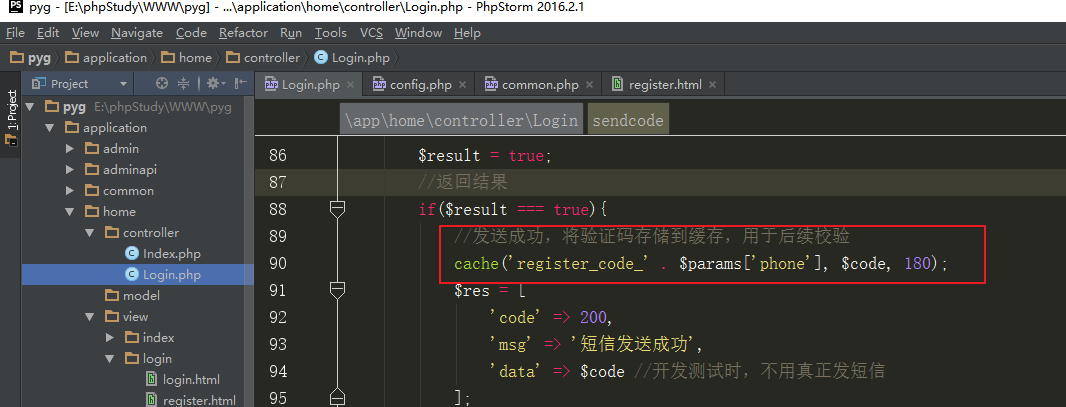 pyg - [E:\phpStudy\WWW\pyg] - ...\application\home\controller\Login.php - PhpStorm 2016.2.1
File Edit View Navigate Code Refactor Run Tools VCS Window Help
pyg application home controller Login.php
1: Project
Project
Login.php config.php common.php register.html
pyg E:\phpStudy\WWW\pyg
application
admin
adminapi
common
home
controller
Index.php
Login.php
model
view
index
login
login.html
register.html
\app\home\controller\Login sendcode
86 $result = true;
87 //返回结果
88 if($result === true){
89 //发送成功，将验证码存储到缓存，用于后续校验
90 cache('register_code_' . $params['phone'], $code, 180);
91 $res = [
92 'code' => 200,
93 'msg' => '短信发送成功',
94 'data' => $code //开发测试时，不用真正发短信
95 ];